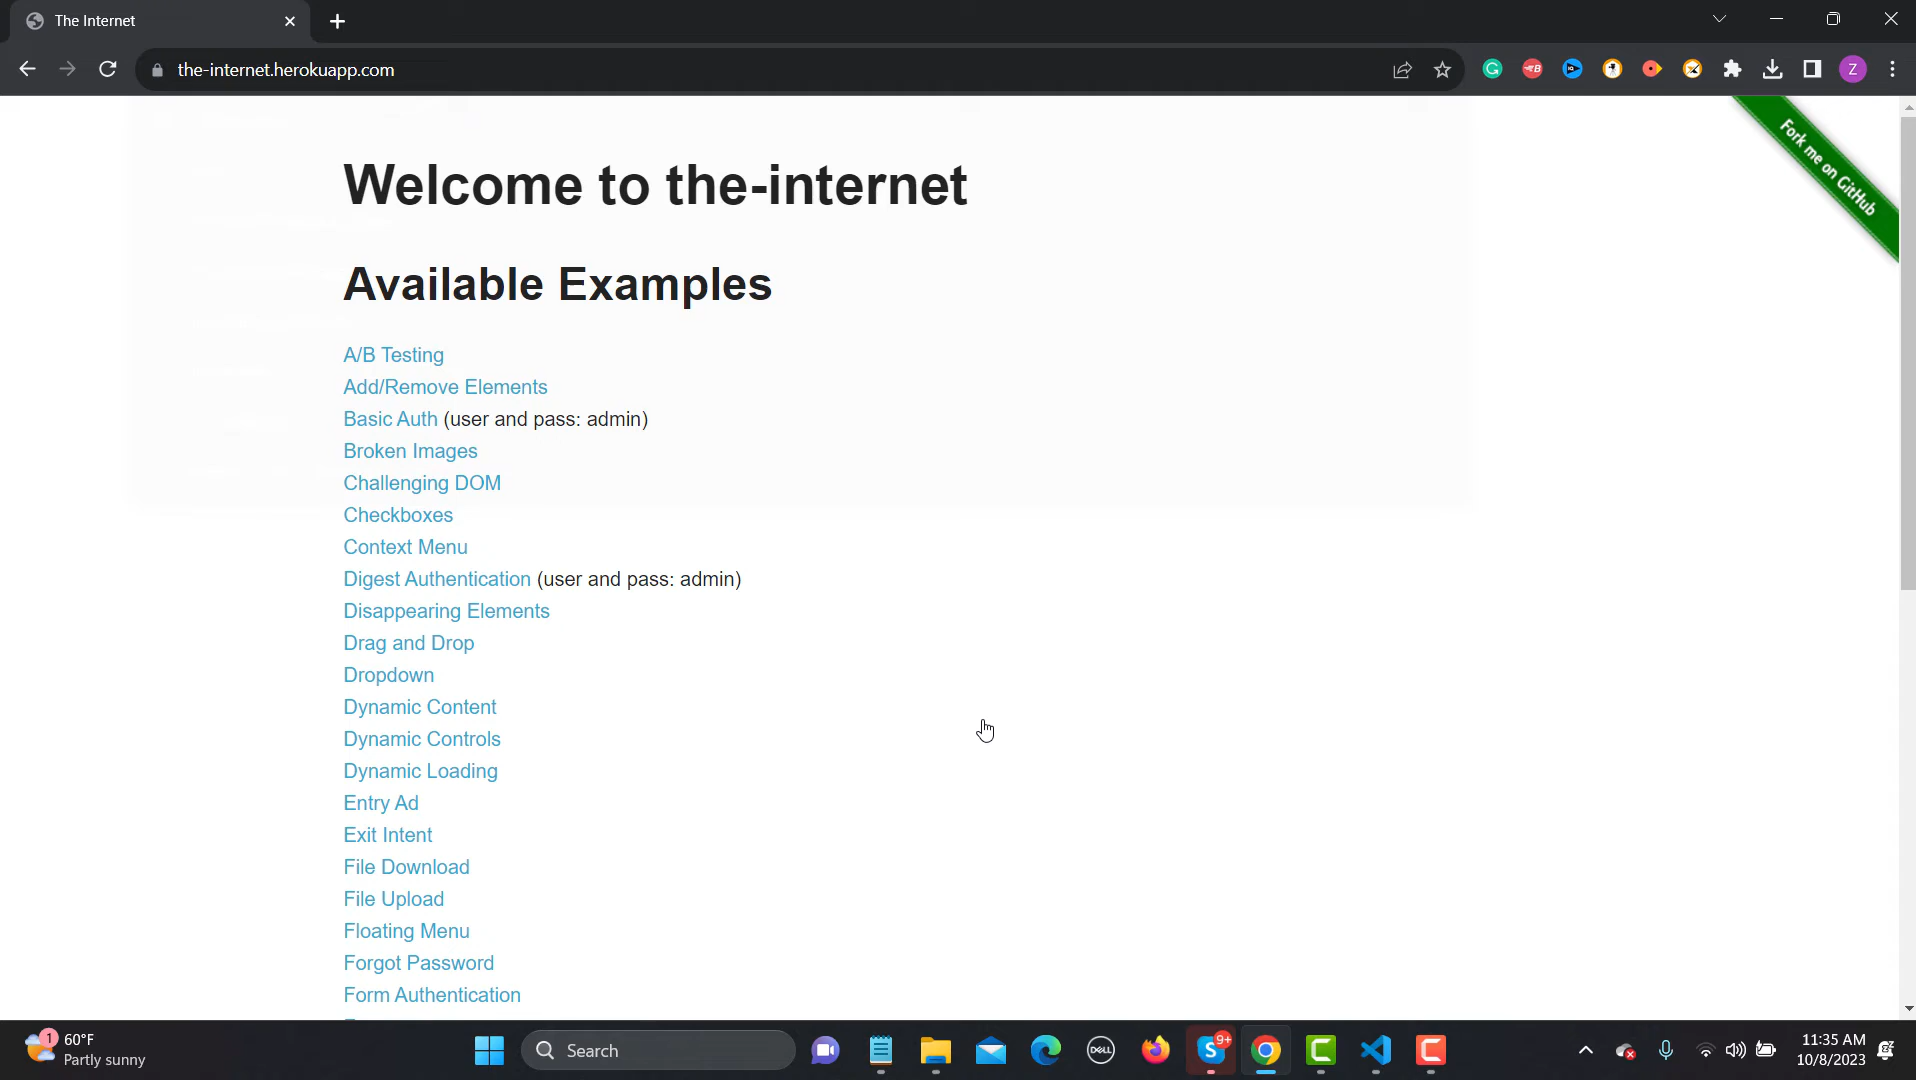 The Internet
the-internet.herokuapp.com
Z
Fork me on GitHub
Welcome to the-internet
Available Examples
A/B Testing
Add/Remove Elements
Basic Auth (user and pass: admin)
Broken Images
Challenging DOM
Checkboxes
Context Menu
Digest Authentication (user and pass: admin)
Disappearing Elements
Drag and Drop
Dropdown
Dynamic Content
Dynamic Controls
Dynamic Loading
Entry Ad
Exit Intent
File Download
File Upload
Floating Menu
Forgot Password
Form Authentication
1
60°F
Partly sunny
Search
DELL
9+
11:35 AM
10/8/2023